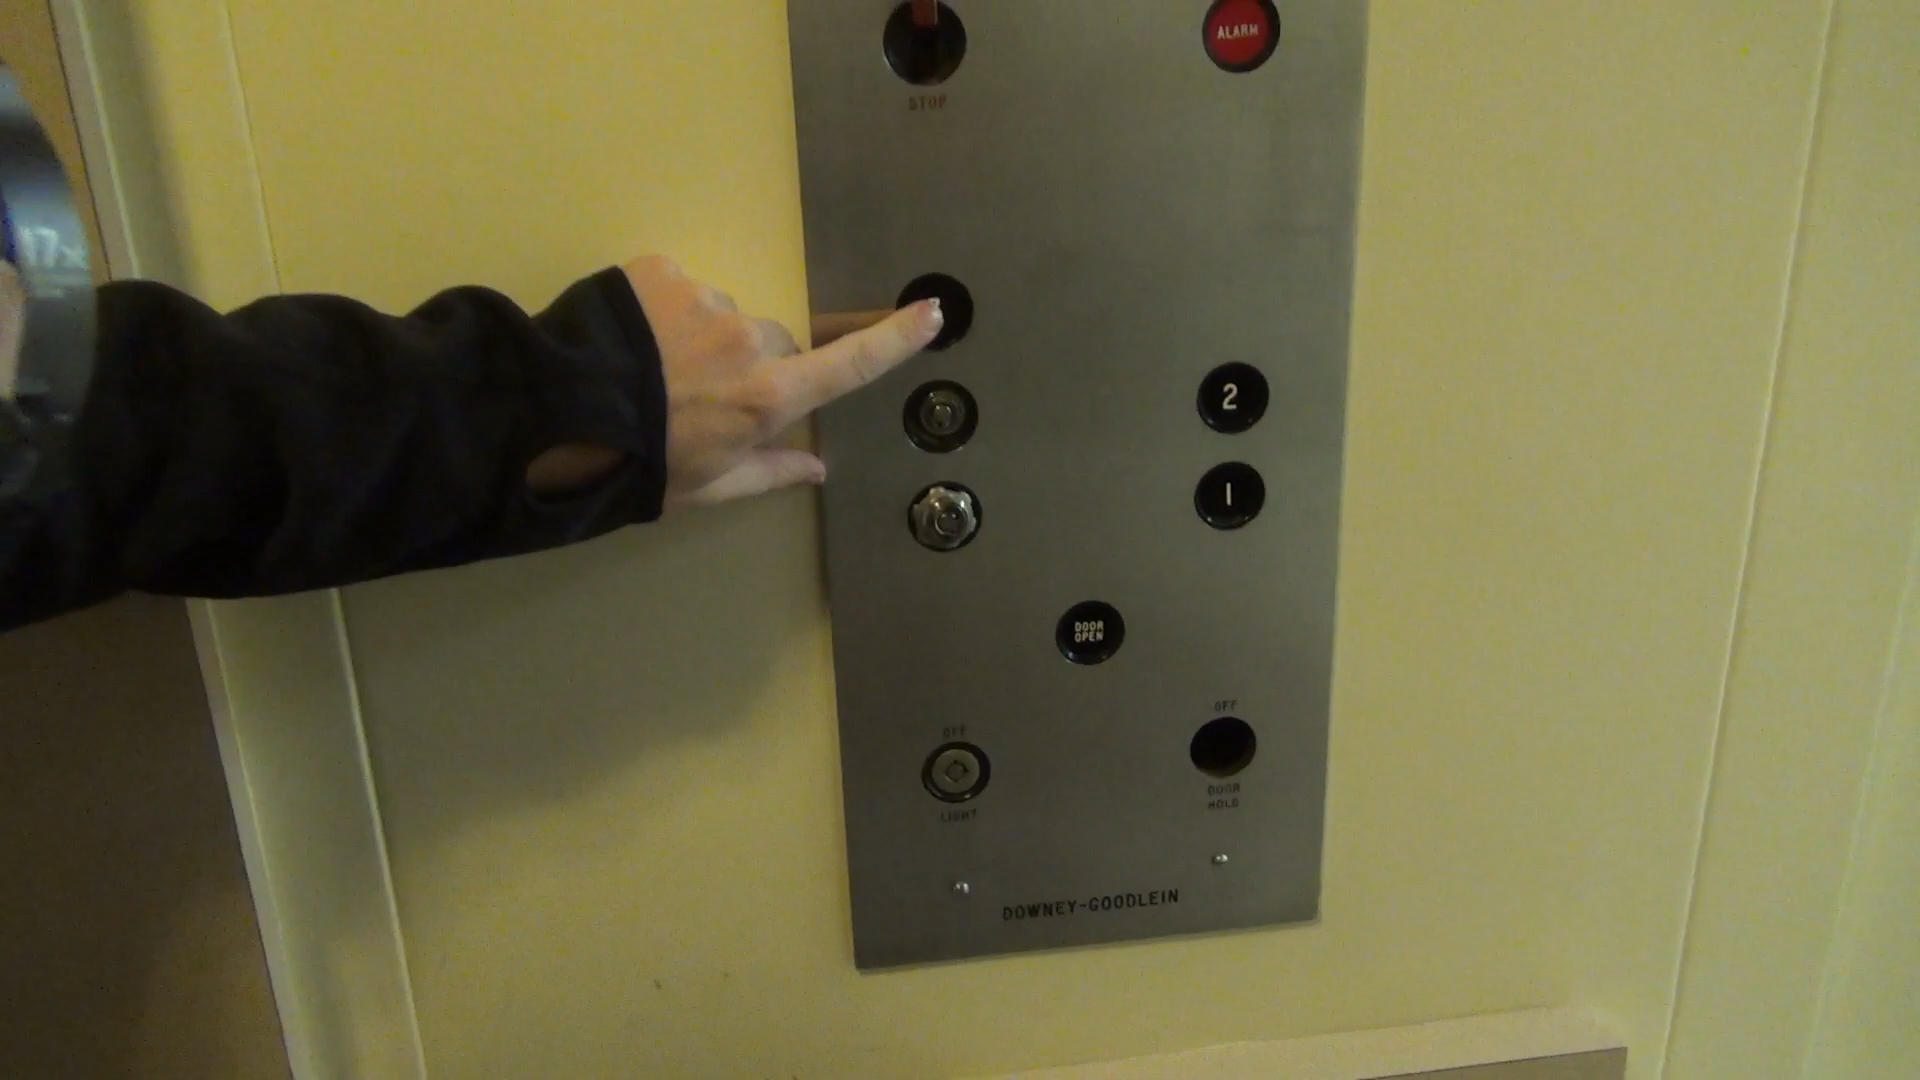 ALARM
STOP
2
1
DOOR
OPEN
OFF
OFF
DOOR
HOLD
LIGHT
DOWNEY-GOODLEIN